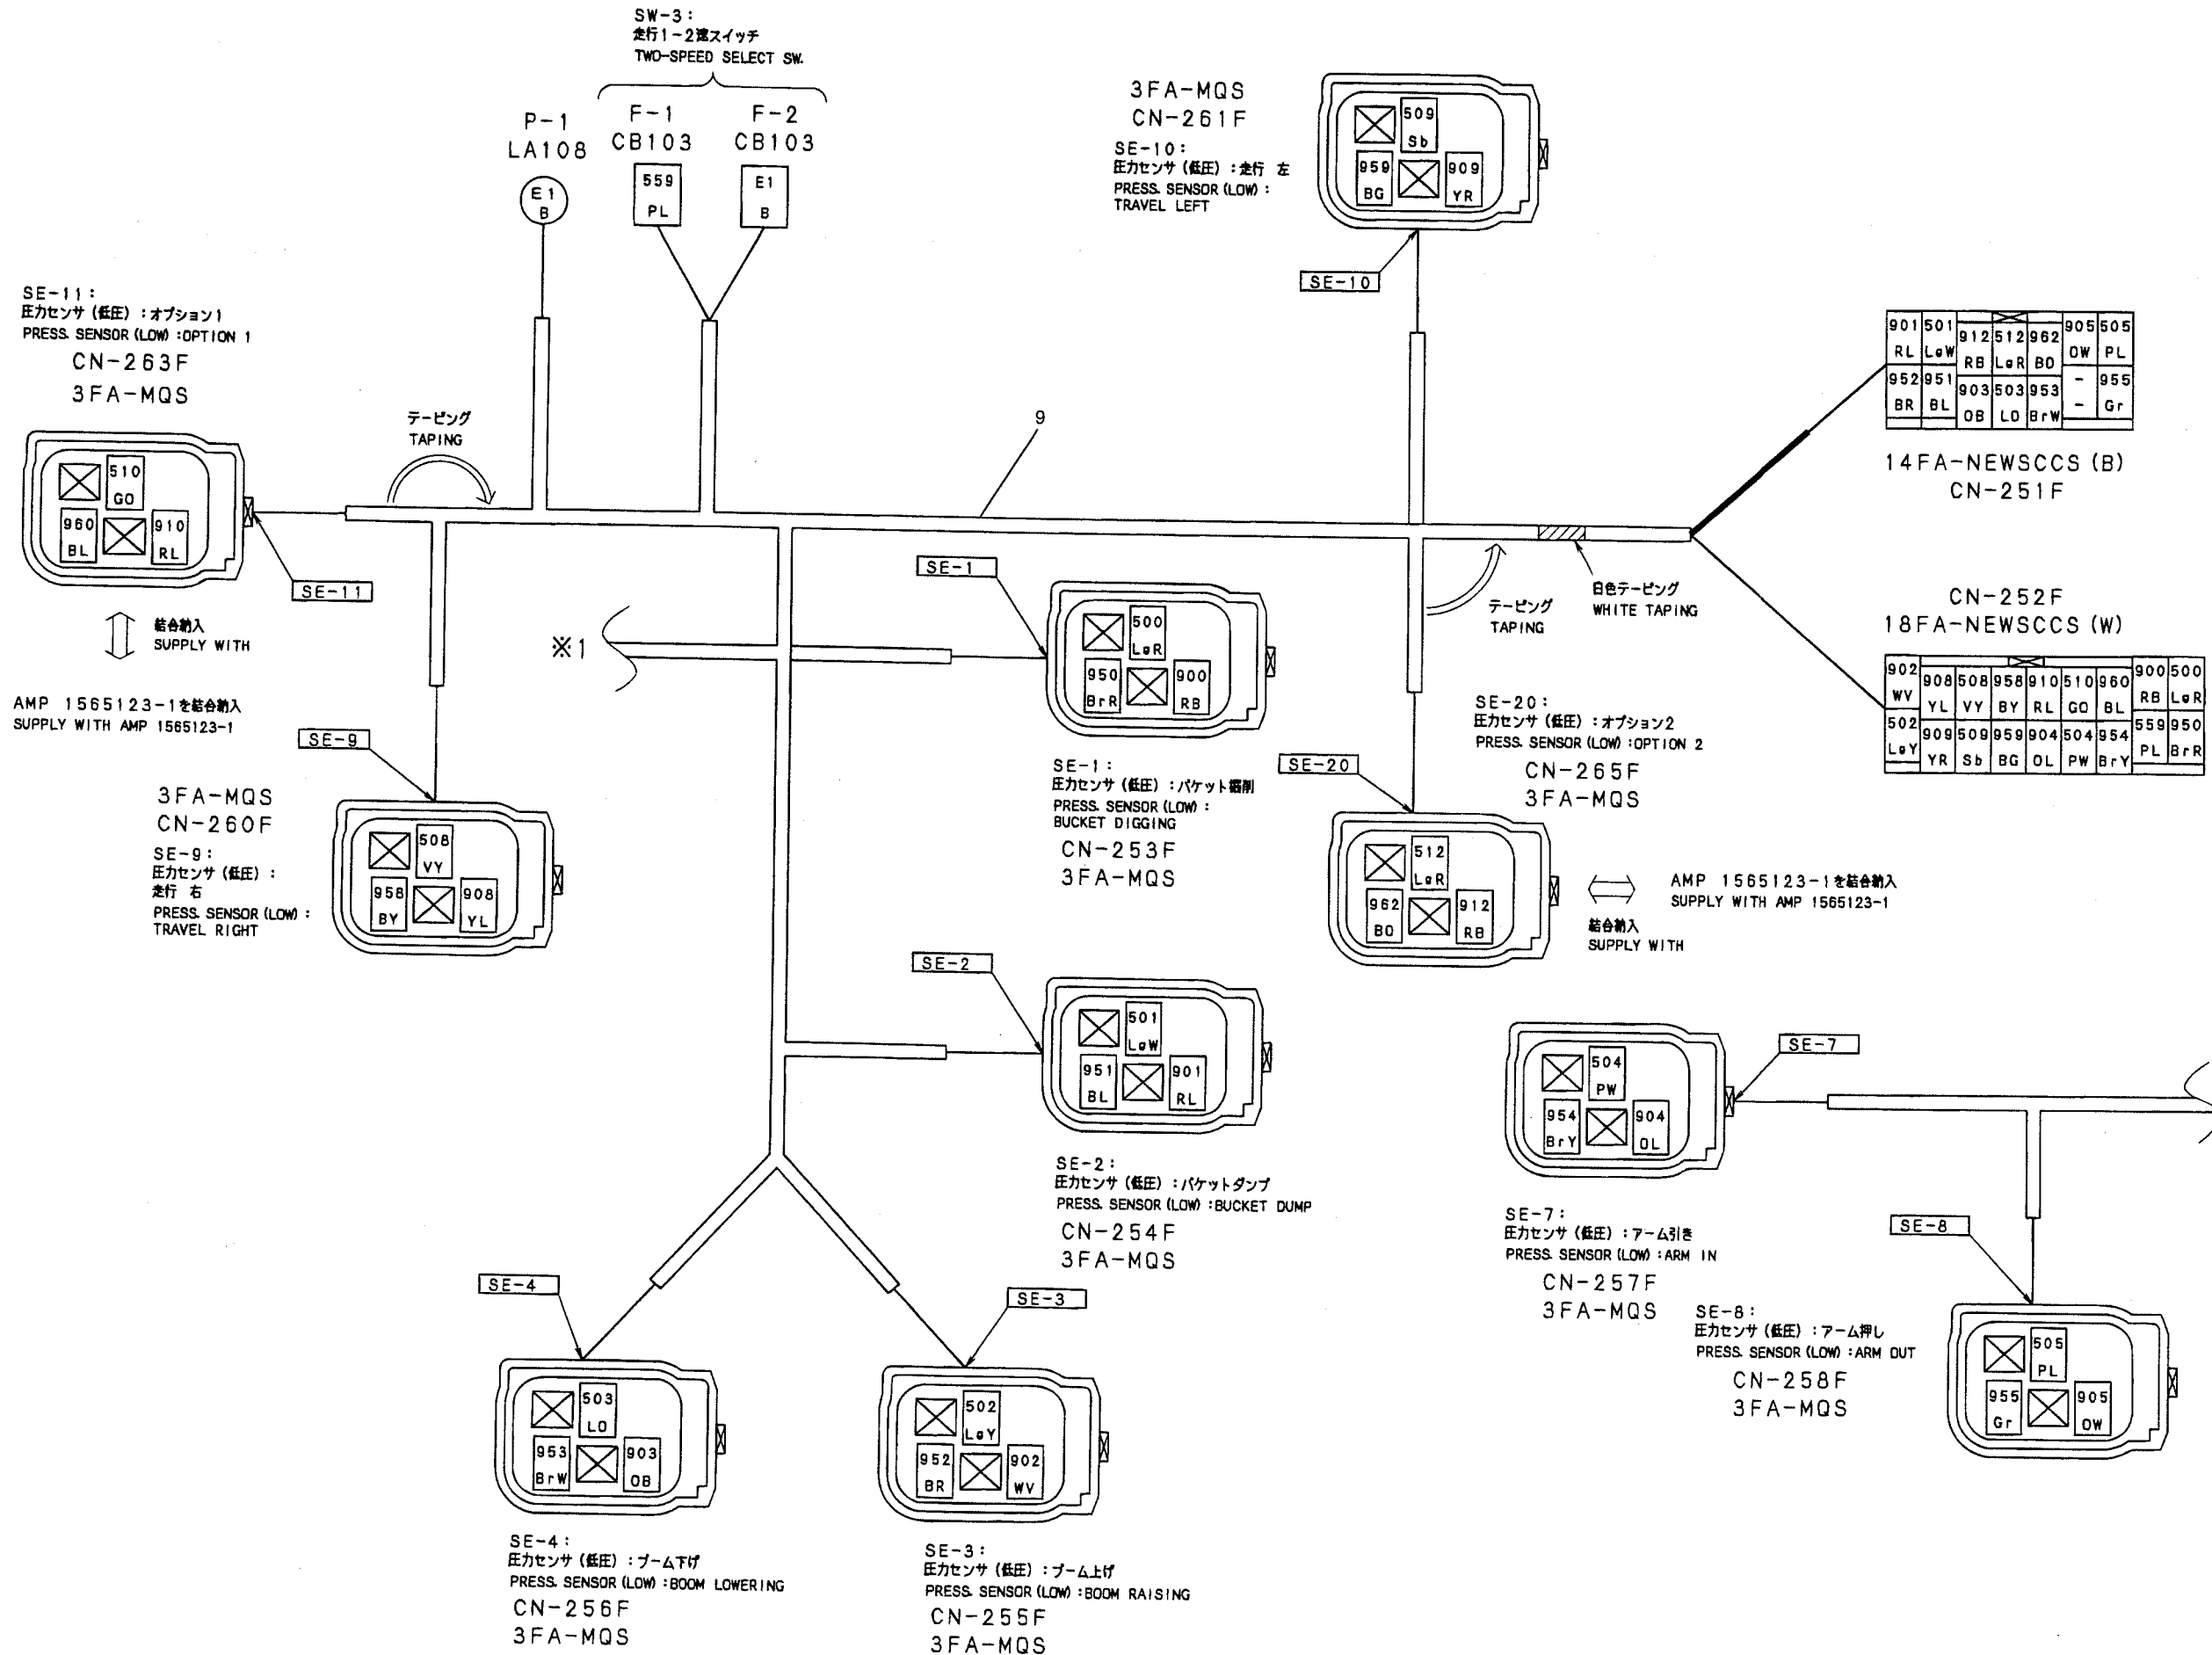 SW-3:
走行1-2速スイッチ
TWO-SPEED SELECT SW.
P-1
LA108
E1
B
F-1
CB103
559
PL
F-2
CB103
E1
B
3FA-MQS
CN-261F
SE-10:
圧力センサ (低圧) :走行 左
PRESS. SENSOR (LOW) :
TRAVEL LEFT
509
Sb
959
BG
909
YR
SE-10
SE-11:
圧力センサ (低圧) :オプション1
PRESS. SENSOR (LOW) :OPTION 1
CN-263F
3FA-MQS
510
GO
960
BL
910
RL
SE-11
テーピング
TAPING
9
結合納入
SUPPLY WITH
AMP 1565123-1を結合納入
SUPPLY WITH AMP 1565123-1
901 501 912 512 962 905 505
RL LgW RB LgR BO OW PL
952 951 903 503 953 - 955
BR BL OB LO BrW - Gr
14FA-NEWSCCS (B)
CN-251F
白色テーピング
WHITE TAPING
テーピング
TAPING
CN-252F
18FA-NEWSCCS (W)
902 908 508 958 910 510 960 900 500
WV YL VY BY RL GO BL RB LgR
502 909 509 959 904 504 954 559 950
LgY YR Sb BG OL PW BrY PL BrR
※1
SE-1
500
LgR
950
BrR
900
RB
SE-1:
圧力センサ (低圧) :バケット掘削
PRESS. SENSOR (LOW) :
BUCKET DIGGING
CN-253F
3FA-MQS
SE-9
3FA-MQS
CN-260F
SE-9:
圧力センサ (低圧) :
走行 右
PRESS. SENSOR (LOW) :
TRAVEL RIGHT
508
VY
958
BY
908
YL
SE-20:
圧力センサ (低圧) :オプション2
PRESS. SENSOR (LOW) :OPTION 2
CN-265F
3FA-MQS
SE-20
512
LgR
962
BO
912
RB
AMP 1565123-1を結合納入
SUPPLY WITH AMP 1565123-1
結合納入
SUPPLY WITH
SE-2
501
LgW
951
BL
901
RL
SE-2:
圧力センサ (低圧) :バケットダンプ
PRESS. SENSOR (LOW) :BUCKET DUMP
CN-254F
3FA-MQS
SE-7
504
PW
954
BrY
904
OL
SE-7:
圧力センサ (低圧) :アーム引き
PRESS. SENSOR (LOW) :ARM IN
CN-257F
3FA-MQS
SE-8
SE-8:
圧力センサ (低圧) :アーム押し
PRESS. SENSOR (LOW) :ARM OUT
CN-258F
3FA-MQS
505
PL
955
Gr
905
OW
SE-4
503
LO
953
BrW
903
OB
SE-4:
圧力センサ (低圧) :ブーム下げ
PRESS. SENSOR (LOW) :BOOM LOWERING
CN-256F
3FA-MQS
SE-3
502
LgY
952
BR
902
WV
SE-3:
圧力センサ (低圧) :ブーム上げ
PRESS. SENSOR (LOW) :BOOM RAISING
CN-255F
3FA-MQS